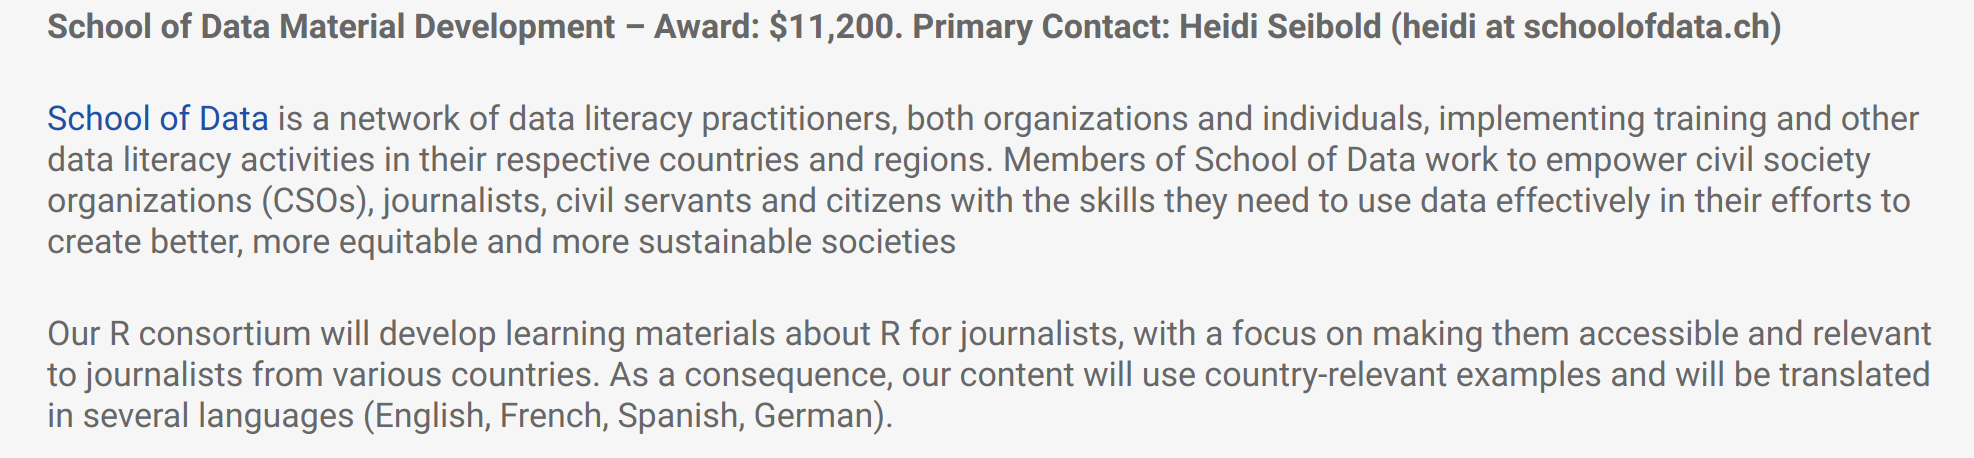 School of Data Material Development – Award: $11,200. Primary Contact: Heidi Seibold (heidi at schoolofdata.ch)
School of Data is a network of data literacy practitioners, both organizations and individuals, implementing training and other
data literacy activities in their respective countries and regions. Members of School of Data work to empower civil society
organizations (CSOs), journalists, civil servants and citizens with the skills they need to use data effectively in their efforts to
create better, more equitable and more sustainable societies
Our R consortium will develop learning materials about R for journalists, with a focus on making them accessible and relevant
to journalists from various countries. As a consequence, our content will use country-relevant examples and will be translated
in several languages (English, French, Spanish, German).